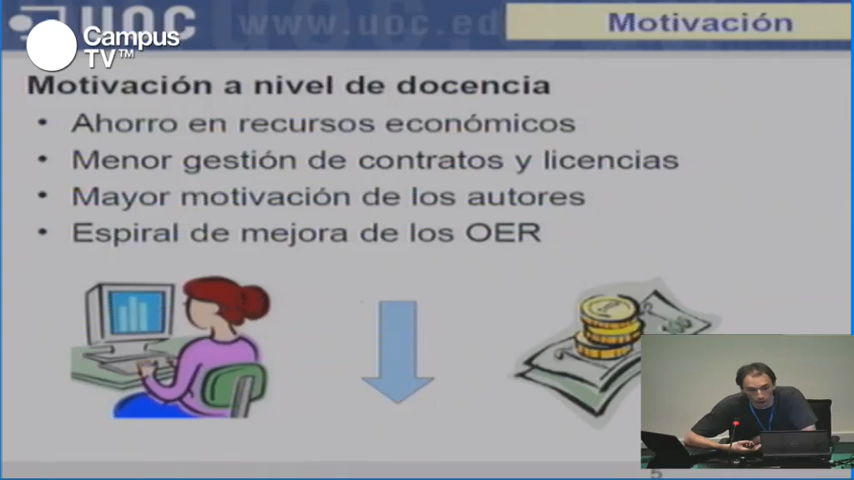 UOC
www.uoc.ed
Motivación
Campus
TV™
Motivación a nivel de docencia
• Ahorro en recursos económicos
• Menor gestión de contratos y licencias
• Mayor motivación de los autores
• Espiral de mejora de los OER
5